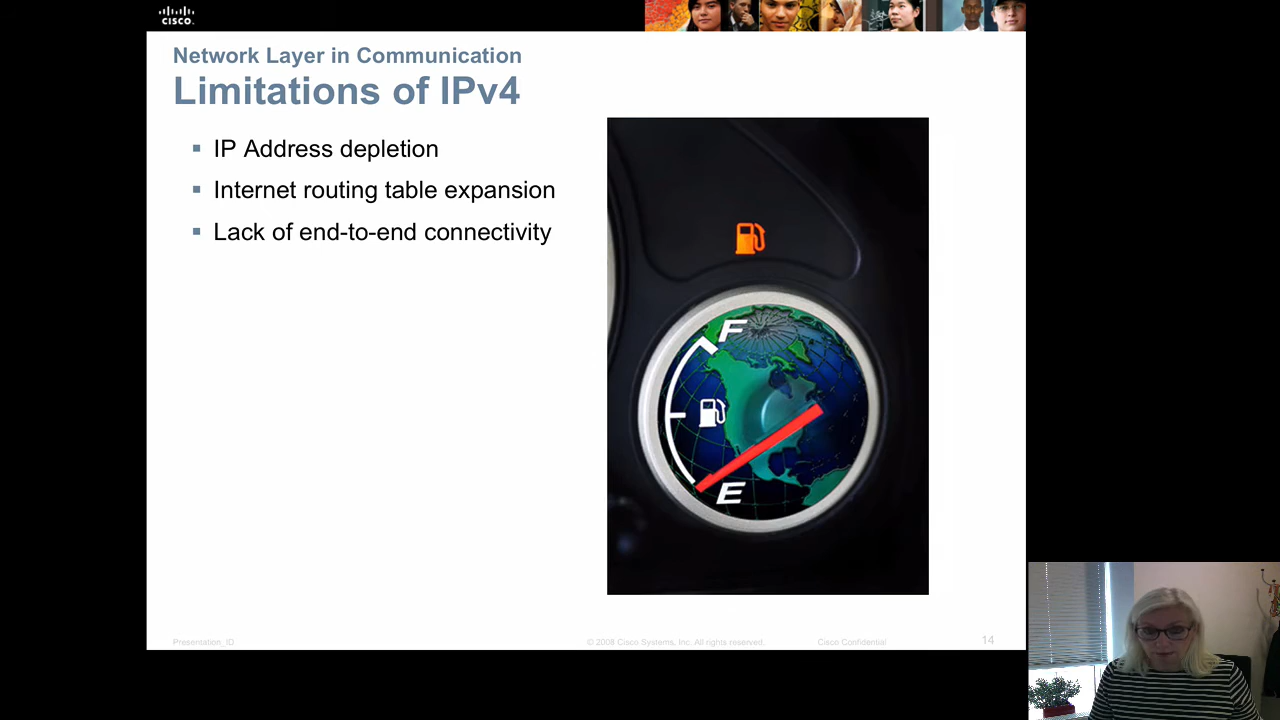 CISCO.
Network Layer in Communication
Limitations of IPv4
IP Address depletion
Internet routing table expansion
Lack of end-to-end connectivity
F
E
Presentation_ID
© 2008 Cisco Systems, Inc. All rights reserved.
Cisco Confidential
14